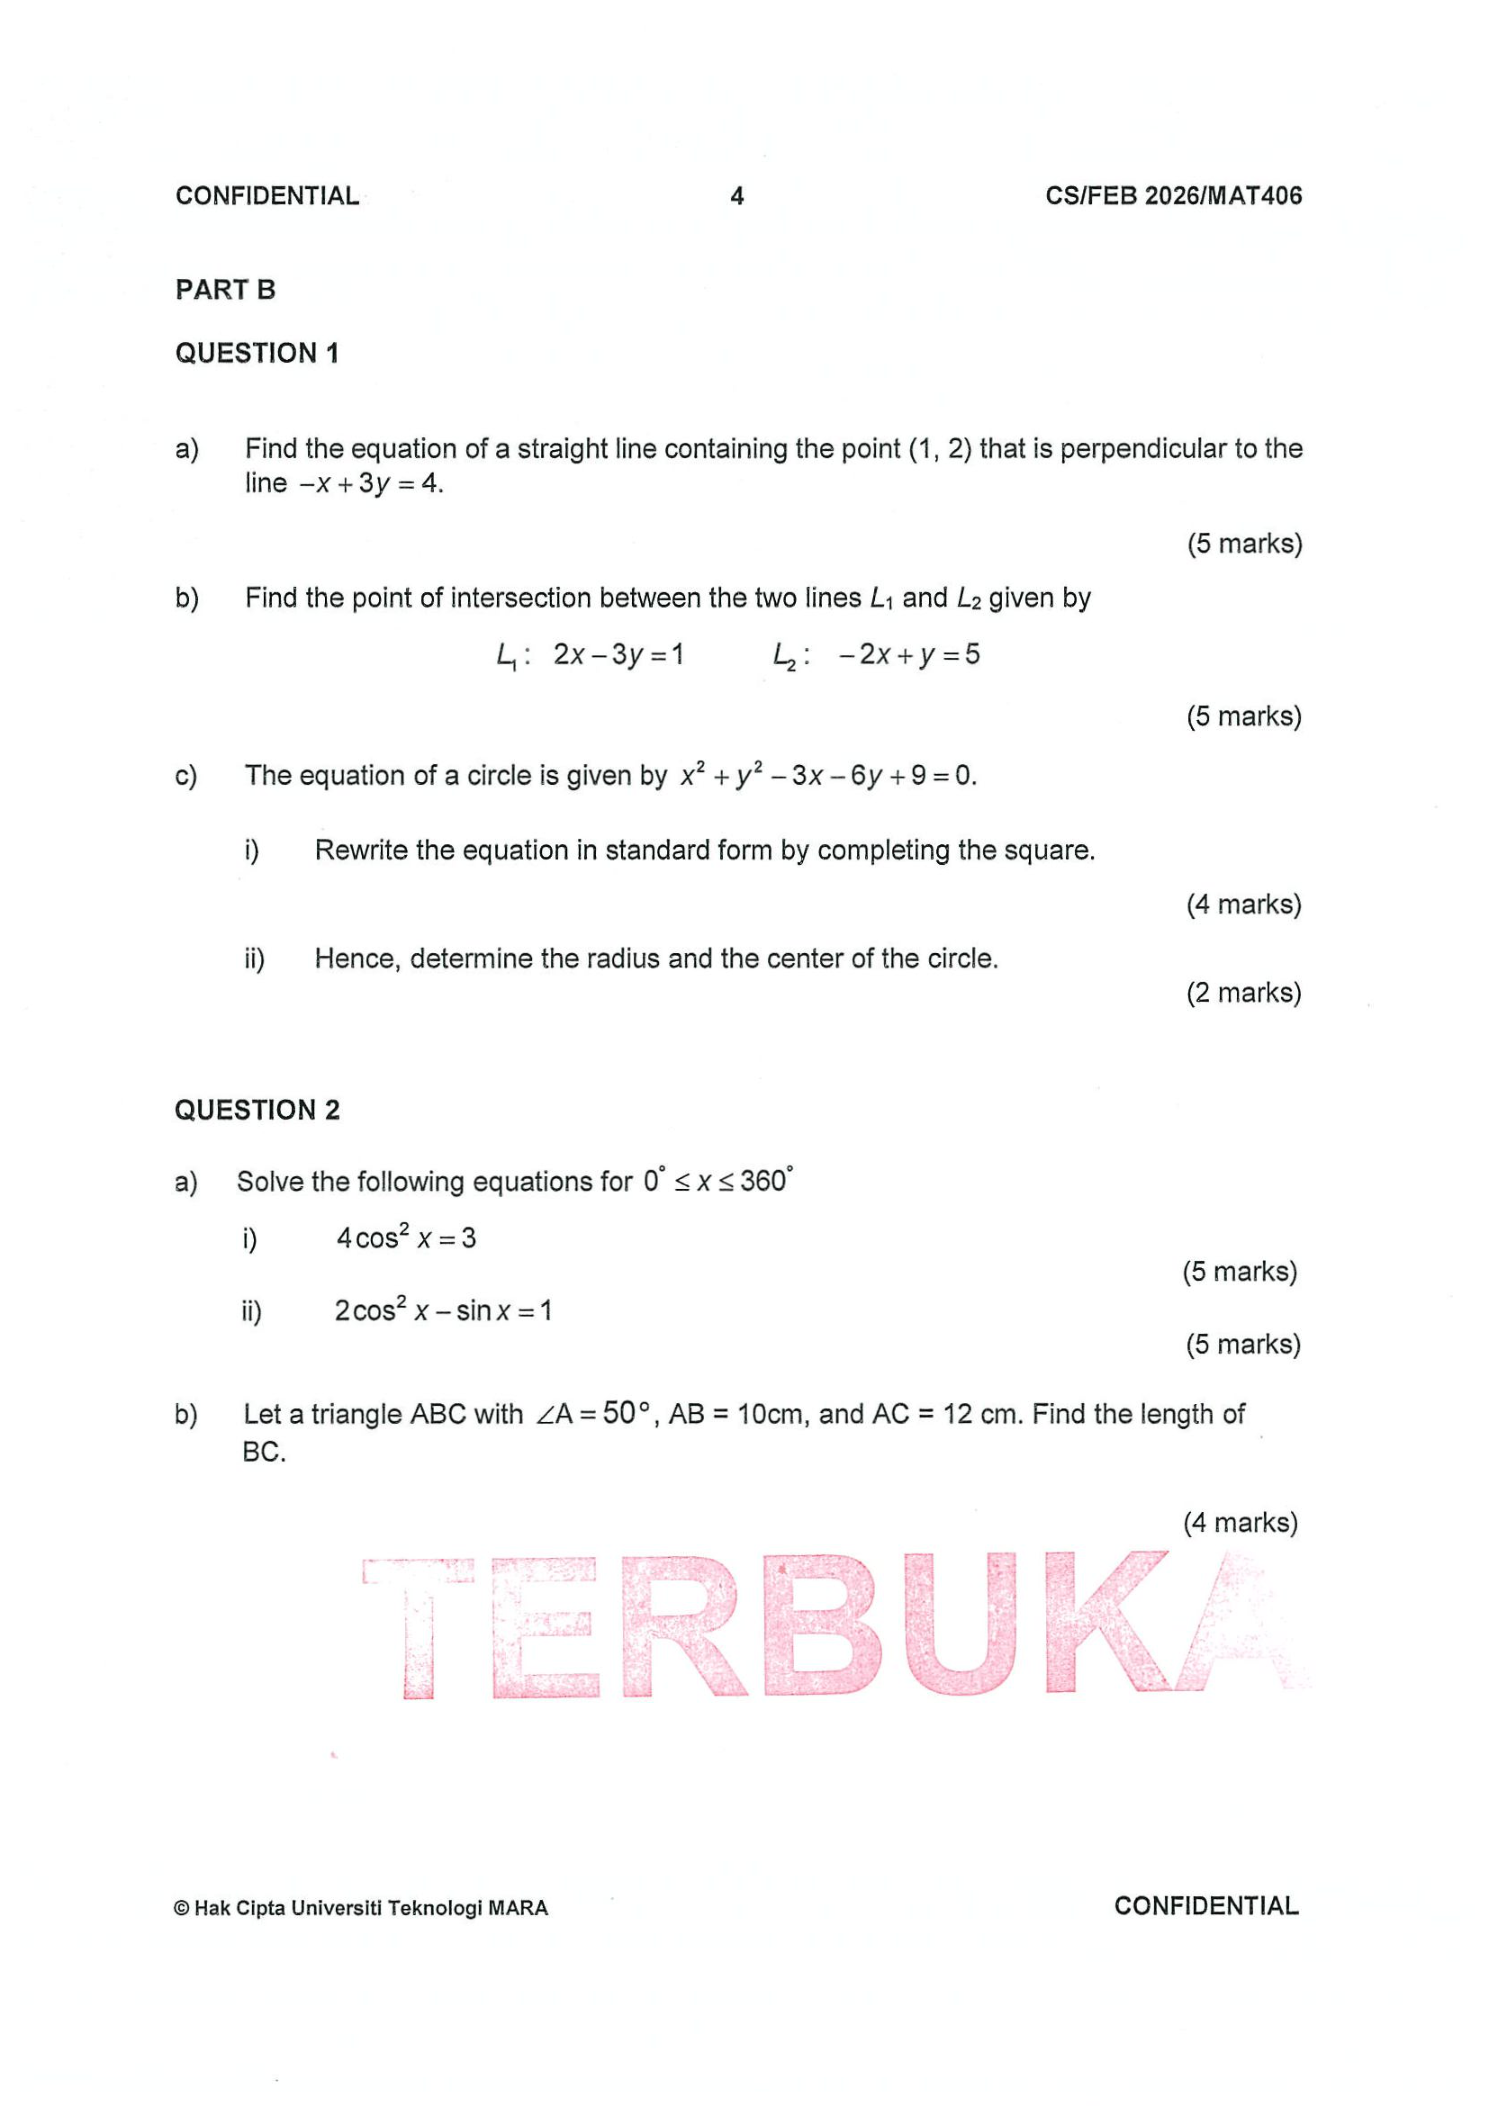 CONFIDENTIAL 4 CS/FEB 2026/MAT406
PART B
QUESTION 1
a) Find the equation of a straight line containing the point (1, 2) that is perpendicular to the
line −x + 3y = 4.
(5 marks)
b) Find the point of intersection between the two lines L₁ and L₂ given by
L₁: 2x − 3y = 1 L₂: −2x + y = 5
(5 marks)
c) The equation of a circle is given by x² + y² − 3x − 6y + 9 = 0.
i) Rewrite the equation in standard form by completing the square.
(4 marks)
ii) Hence, determine the radius and the center of the circle.
(2 marks)
QUESTION 2
a) Solve the following equations for 0° ≤ x ≤ 360°
i) 4cos² x = 3
(5 marks)
ii) 2cos² x − sin x = 1
(5 marks)
b) Let a triangle ABC with ∠A = 50°, AB = 10cm, and AC = 12 cm. Find the length of
BC.
(4 marks)
TERBUKA
© Hak Cipta Universiti Teknologi MARA CONFIDENTIAL